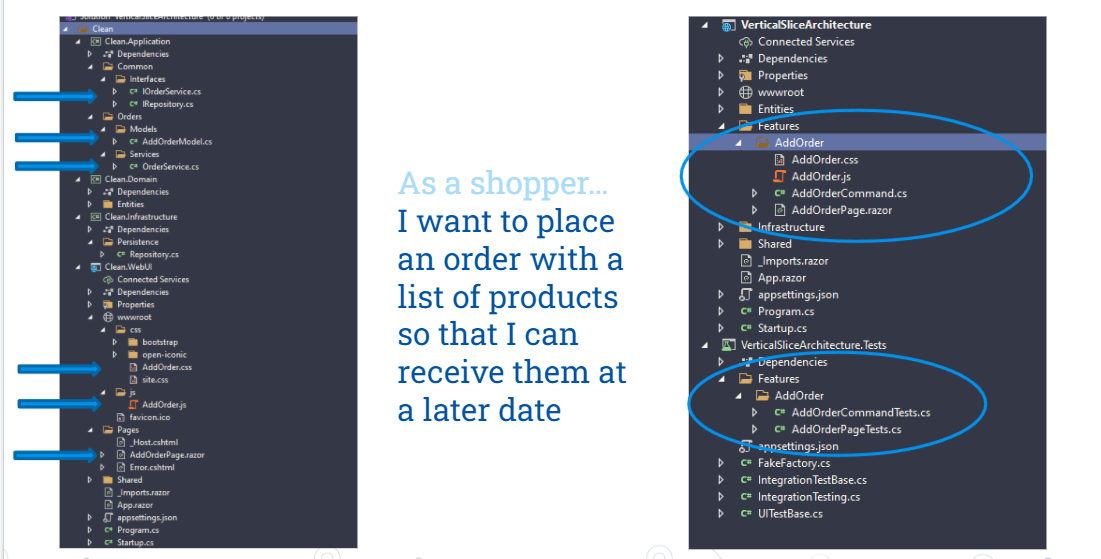 Solution 'VerticalSliceArchitecture' (6 of 6 projects)
Clean
Clean.Application
Dependencies
Common
Interfaces
IOrderService.cs
IRepository.cs
Orders
Models
AddOrderModel.cs
Services
OrderService.cs
Clean.Domain
Dependencies
Entities
Clean.Infrastructure
Dependencies
Persistence
Repository.cs
Clean.WebUI
Connected Services
Dependencies
Properties
wwwroot
css
bootstrap
open-iconic
AddOrder.css
site.css
js
AddOrder.js
favicon.ico
Pages
_Host.cshtml
AddOrderPage.razor
Error.cshtml
Shared
_Imports.razor
App.razor
appsettings.json
Program.cs
Startup.cs
As a shopper...
I want to place
an order with a
list of products
so that I can
receive them at
a later date
VerticalSliceArchitecture
Connected Services
Dependencies
Properties
wwwroot
Entities
Features
AddOrder
AddOrder.css
AddOrder.js
AddOrderCommand.cs
AddOrderPage.razor
Infrastructure
Shared
_Imports.razor
App.razor
appsettings.json
Program.cs
Startup.cs
VerticalSliceArchitecture.Tests
Dependencies
Features
AddOrder
AddOrderCommandTests.cs
AddOrderPageTests.cs
appsettings.json
FakeFactory.cs
IntegrationTestBase.cs
IntegrationTesting.cs
UITestBase.cs